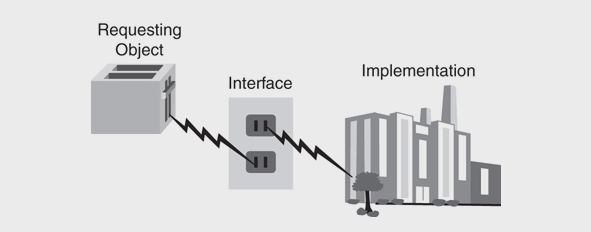 Requesting
Object
Interface
Implementation